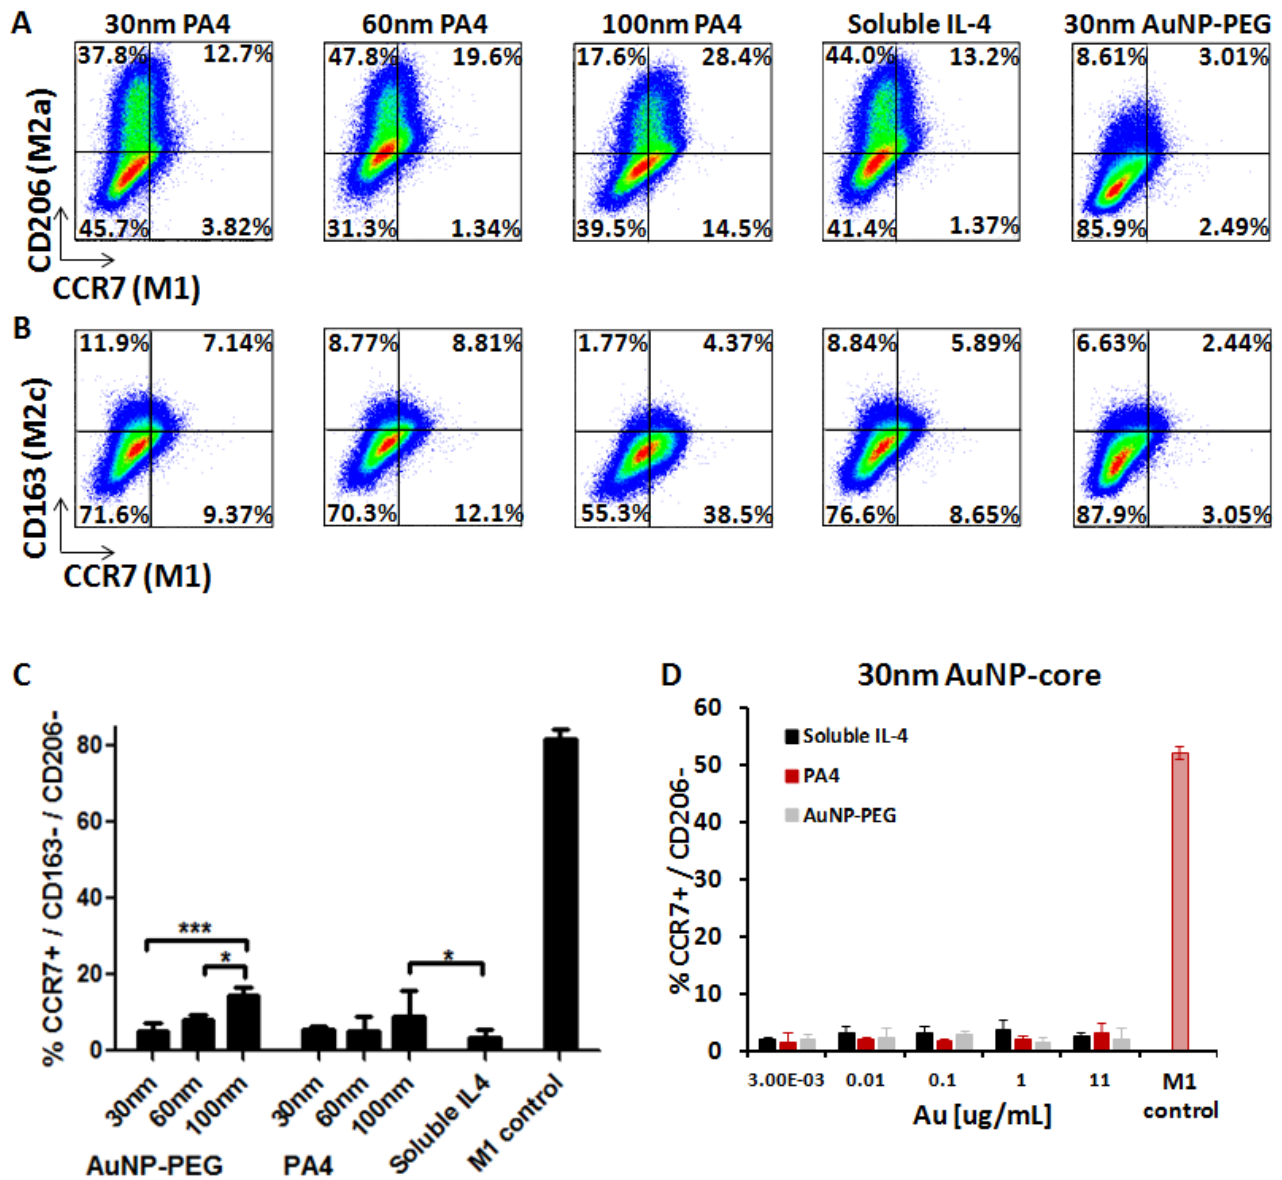 A
30nm PA4
60nm PA4
100nm PA4
Soluble IL-4
30nm AuNP-PEG
37.8% 12.7%
47.8% 19.6%
17.6% 28.4%
44.0% 13.2%
8.61% 3.01%
CD206 (M2a)
45.7% 3.82%
31.3% 1.34%
39.5% 14.5%
41.4% 1.37%
85.9% 2.49%
CCR7 (M1)
B
11.9% 7.14%
8.77% 8.81%
1.77% 4.37%
8.84% 5.89%
6.63% 2.44%
CD163 (M2c)
71.6% 9.37%
70.3% 12.1%
55.3% 38.5%
76.6% 8.65%
87.9% 3.05%
CCR7 (M1)
C
% CCR7+ / CD163- / CD206-
80
60
40
20
0
***
*
*
30nm
60nm
100nm
30nm
60nm
100nm
Soluble IL4
M1 control
AuNP-PEG
PA4
D
30nm AuNP-core
% CCR7+ / CD206-
60
50
40
30
20
10
0
Soluble IL-4
PA4
AuNP-PEG
3.00E-03
0.01
0.1
1
11
M1
control
Au [ug/mL]